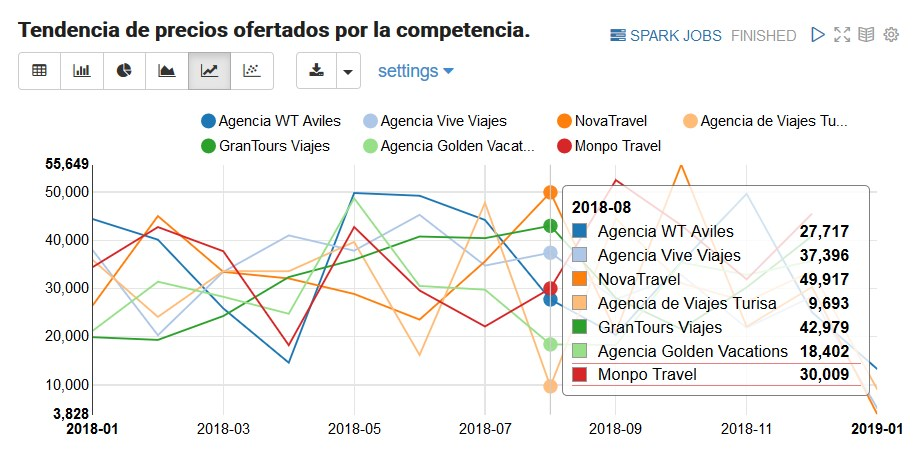 Tendencia de precios ofertados por la competencia.
SPARK JOBS FINISHED
settings
Agencia WT Aviles Agencia Vive Viajes NovaTravel Agencia de Viajes Tu...
GranTours Viajes Agencia Golden Vacat... Monpo Travel
55,649
50,000
40,000
30,000
20,000
10,000
3,828
2018-08
Agencia WT Aviles 27,717
Agencia Vive Viajes 37,396
NovaTravel 49,917
Agencia de Viajes Turisa 9,693
GranTours Viajes 42,979
Agencia Golden Vacations 18,402
Monpo Travel 30,009
2018-01 2018-03 2018-05 2018-07 2018-09 2018-11 2019-01